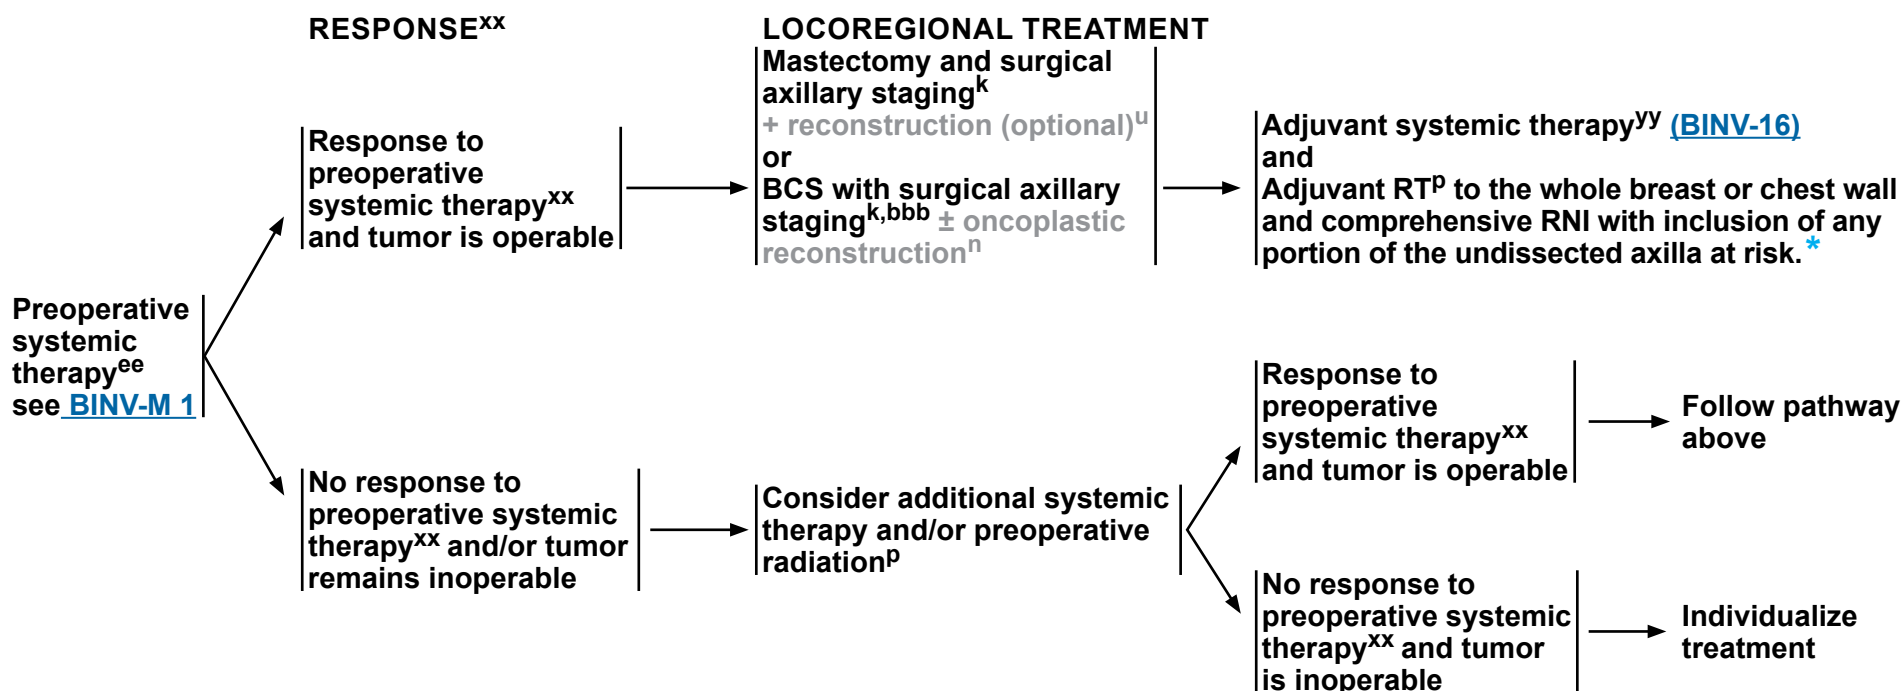 RESPONSExx
LOCOREGIONAL TREATMENT
Preoperative
systemic
therapyee
see BINV-M 1
Response to
preoperative
systemic therapyxx
and tumor is operable
Mastectomy and surgical
axillary stagingk
+ reconstruction (optional)u
or
BCS with surgical axillary
stagingk,bbb ± oncoplastic
reconstructionn
Adjuvant systemic therapyyy (BINV-16)
and
Adjuvant RTp to the whole breast or chest wall
and comprehensive RNI with inclusion of any
portion of the undissected axilla at risk. *
No response to
preoperative systemic
therapyxx and/or tumor
remains inoperable
Consider additional systemic
therapy and/or preoperative
radiationp
Response to
preoperative
systemic therapyxx
and tumor is operable
Follow pathway
above
No response to
preoperative systemic
therapyxx and tumor
is inoperable
Individualize
treatment